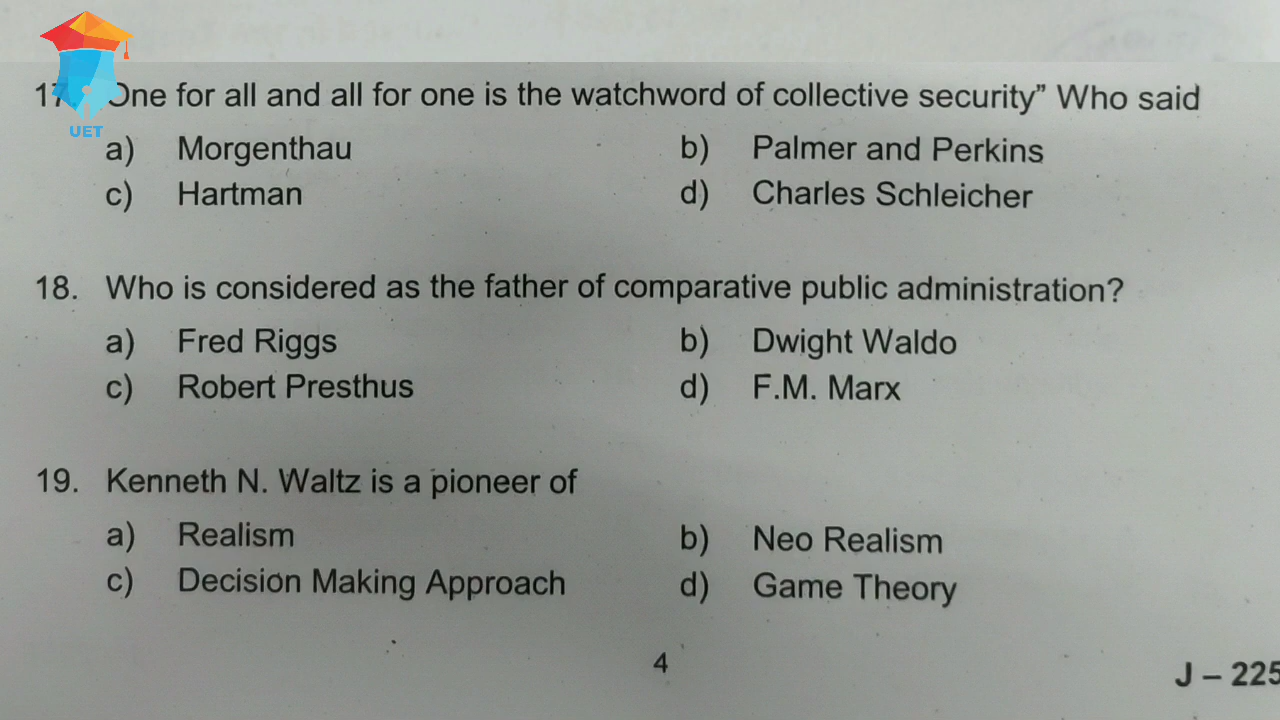 UET
17. One for all and all for one is the watchword of collective security” Who said
a) Morgenthau b) Palmer and Perkins
c) Hartman d) Charles Schleicher
18. Who is considered as the father of comparative public administration?
a) Fred Riggs b) Dwight Waldo
c) Robert Presthus d) F.M. Marx
19. Kenneth N. Waltz is a pioneer of
a) Realism b) Neo Realism
c) Decision Making Approach d) Game Theory
4
J – 225